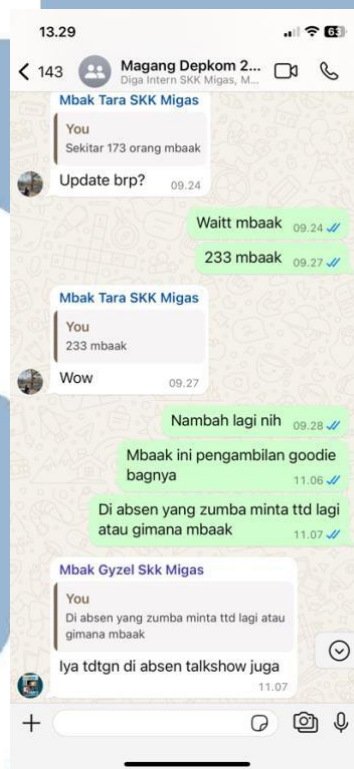 13.29
63
143
Magang Depkom 2...
Diga Intern SKK Migas, M...
Mbak Tara SKK Migas
You
Sekitar 173 orang mbaak
Update brp?
09.24
Waitt mbaak 09.24
233 mbaak 09.27
Mbak Tara SKK Migas
You
233 mbaak
Wow
09.27
Nambah lagi nih 09.28
Mbaak ini pengambilan goodie
bagnya
11.06
Di absen yang zumba minta ttd lagi
atau gimana mbaak
11.07
Mbak Gyzel Skk Migas
You
Di absen yang zumba minta ttd lagi atau
gimana mbaak
Iya tdtgn di absen talkshow juga
11.07